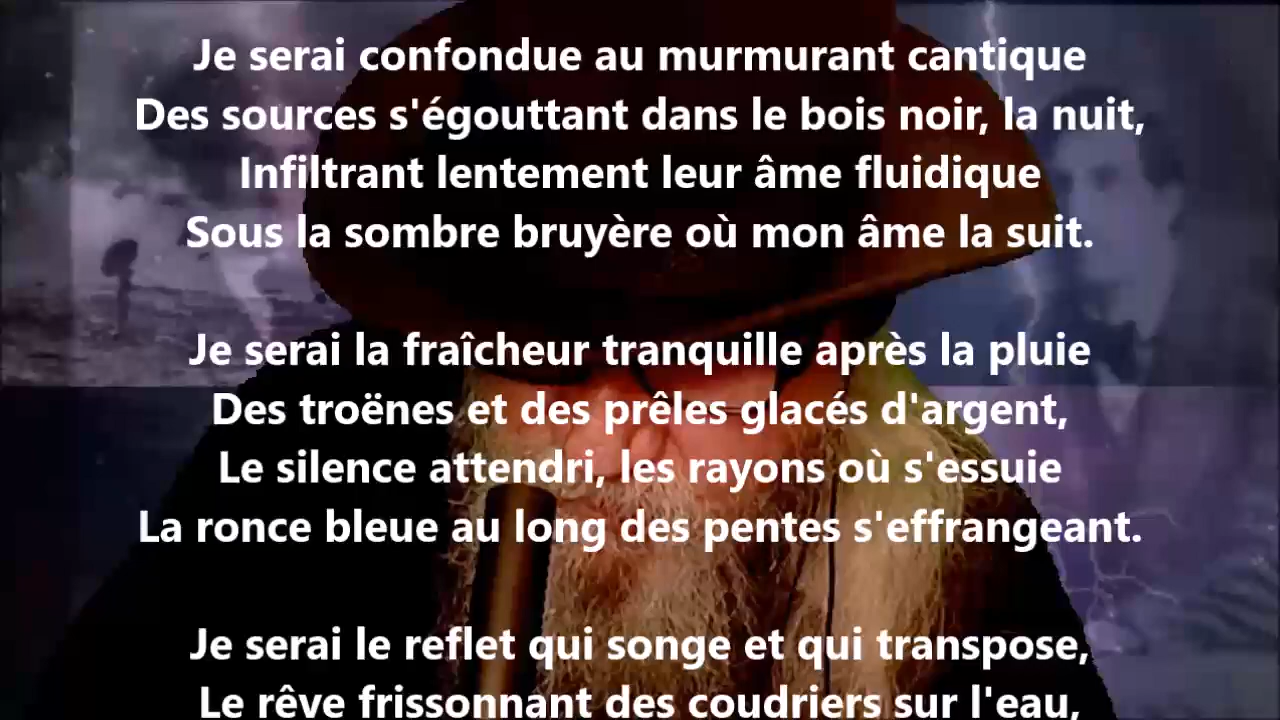 Je serai confondue au murmurant cantique
Des sources s'égouttant dans le bois noir, la nuit,
Infiltrant lentement leur âme fluidique
Sous la sombre bruyère où mon âme la suit.
Je serai la fraîcheur tranquille après la pluie
Des troënes et des prêles glacés d'argent,
Le silence attendri, les rayons où s'essuie
La ronce bleue au long des pentes s'effrangeant.
Je serai le reflet qui songe et qui transpose,
Le rêve frissonnant des coudriers sur l'eau,